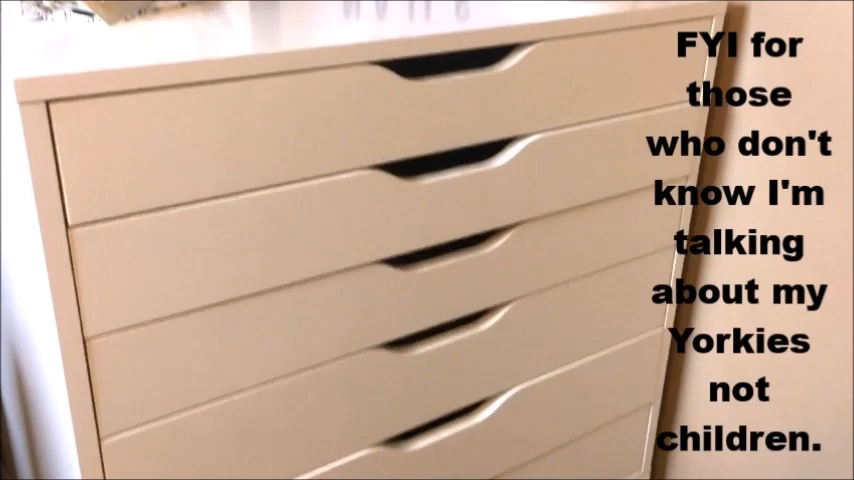 FYI for
those
who don't
know I'm
talking
about my
Yorkies
not
children.